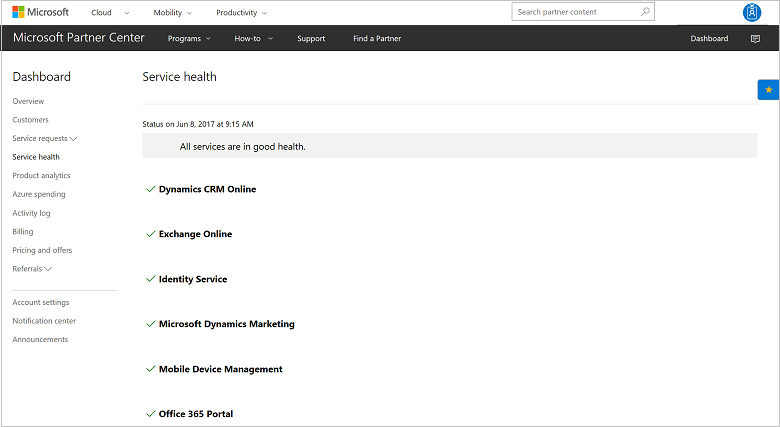 Microsoft Cloud Mobility Productivity Search partner content
Microsoft Partner Center Programs How-to Support Find a Partner Dashboard
Dashboard
Overview
Customers
Service requests
Service health
Product analytics
Azure spending
Activity log
Billing
Pricing and offers
Referrals
Account settings
Notification center
Announcements
Service health
Status on Jun 8, 2017 at 9:15 AM
All services are in good health.
Dynamics CRM Online
Exchange Online
Identity Service
Microsoft Dynamics Marketing
Mobile Device Management
Office 365 Portal